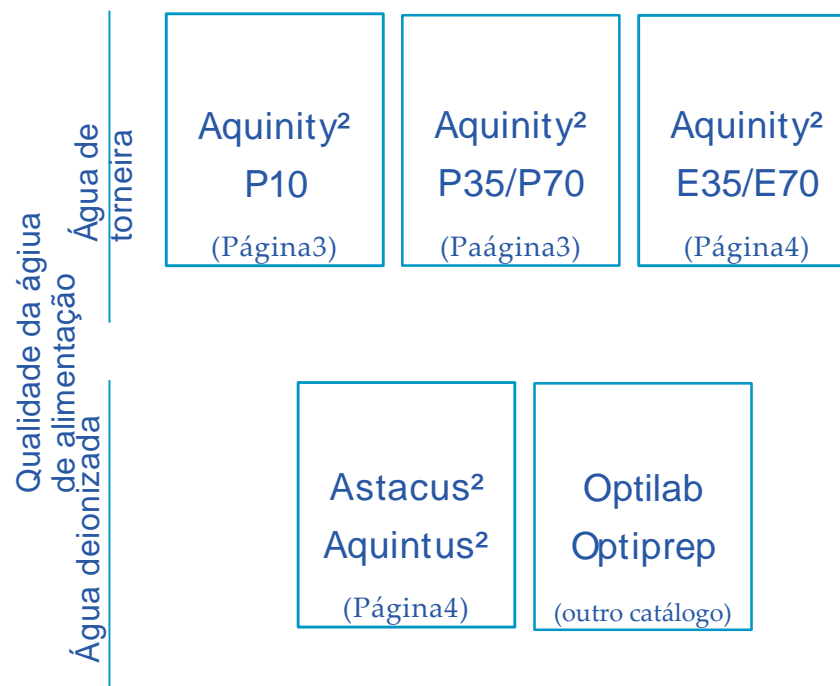 Qualidade da ágiua
de alimentação
Água de
torneira
Aquinity²
P10
(Página3)
Aquinity²
P35/P70
(Paágina3)
Aquinity²
E35/E70
(Página4)
Água deionizada
Astacus²
Aquintus²
(Página4)
Optilab
Optiprep
(outro catálogo)